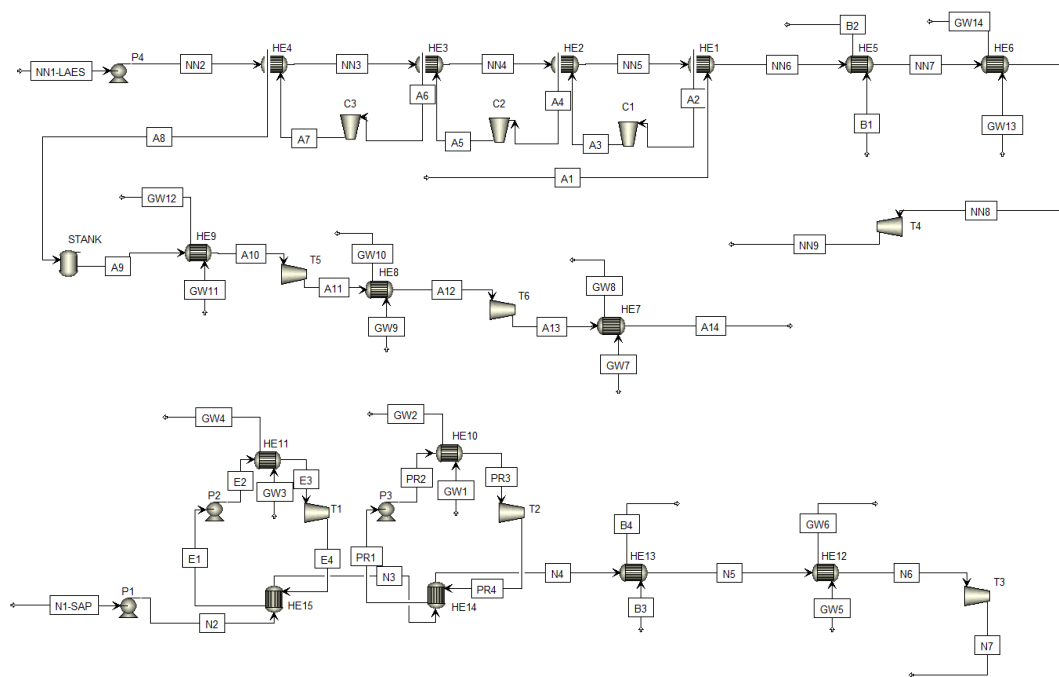 B2
GW14
P4
HE4
HE3
HE2
HE1
HE5
HE6
NN1-LAES
NN2
NN3
NN4
NN5
NN6
NN7
C3
A6
C2
A4
C1
A2
A8
A7
A5
A3
B1
GW13
A1
GW12
NN8
STANK
HE9
T4
A9
A10
T5
GW10
HE8
NN9
GW11
A11
A12
T6
GW8
HE7
GW9
A13
A14
GW7
GW4
GW2
HE11
HE10
E2
E3
PR2
PR3
P2
GW3
T1
P3
GW1
T2
B4
GW6
E1
E4
PR1
N3
N4
HE13
N5
HE12
N6
T3
PR4
N1-SAP
P1
N2
HE15
HE14
B3
GW5
N7